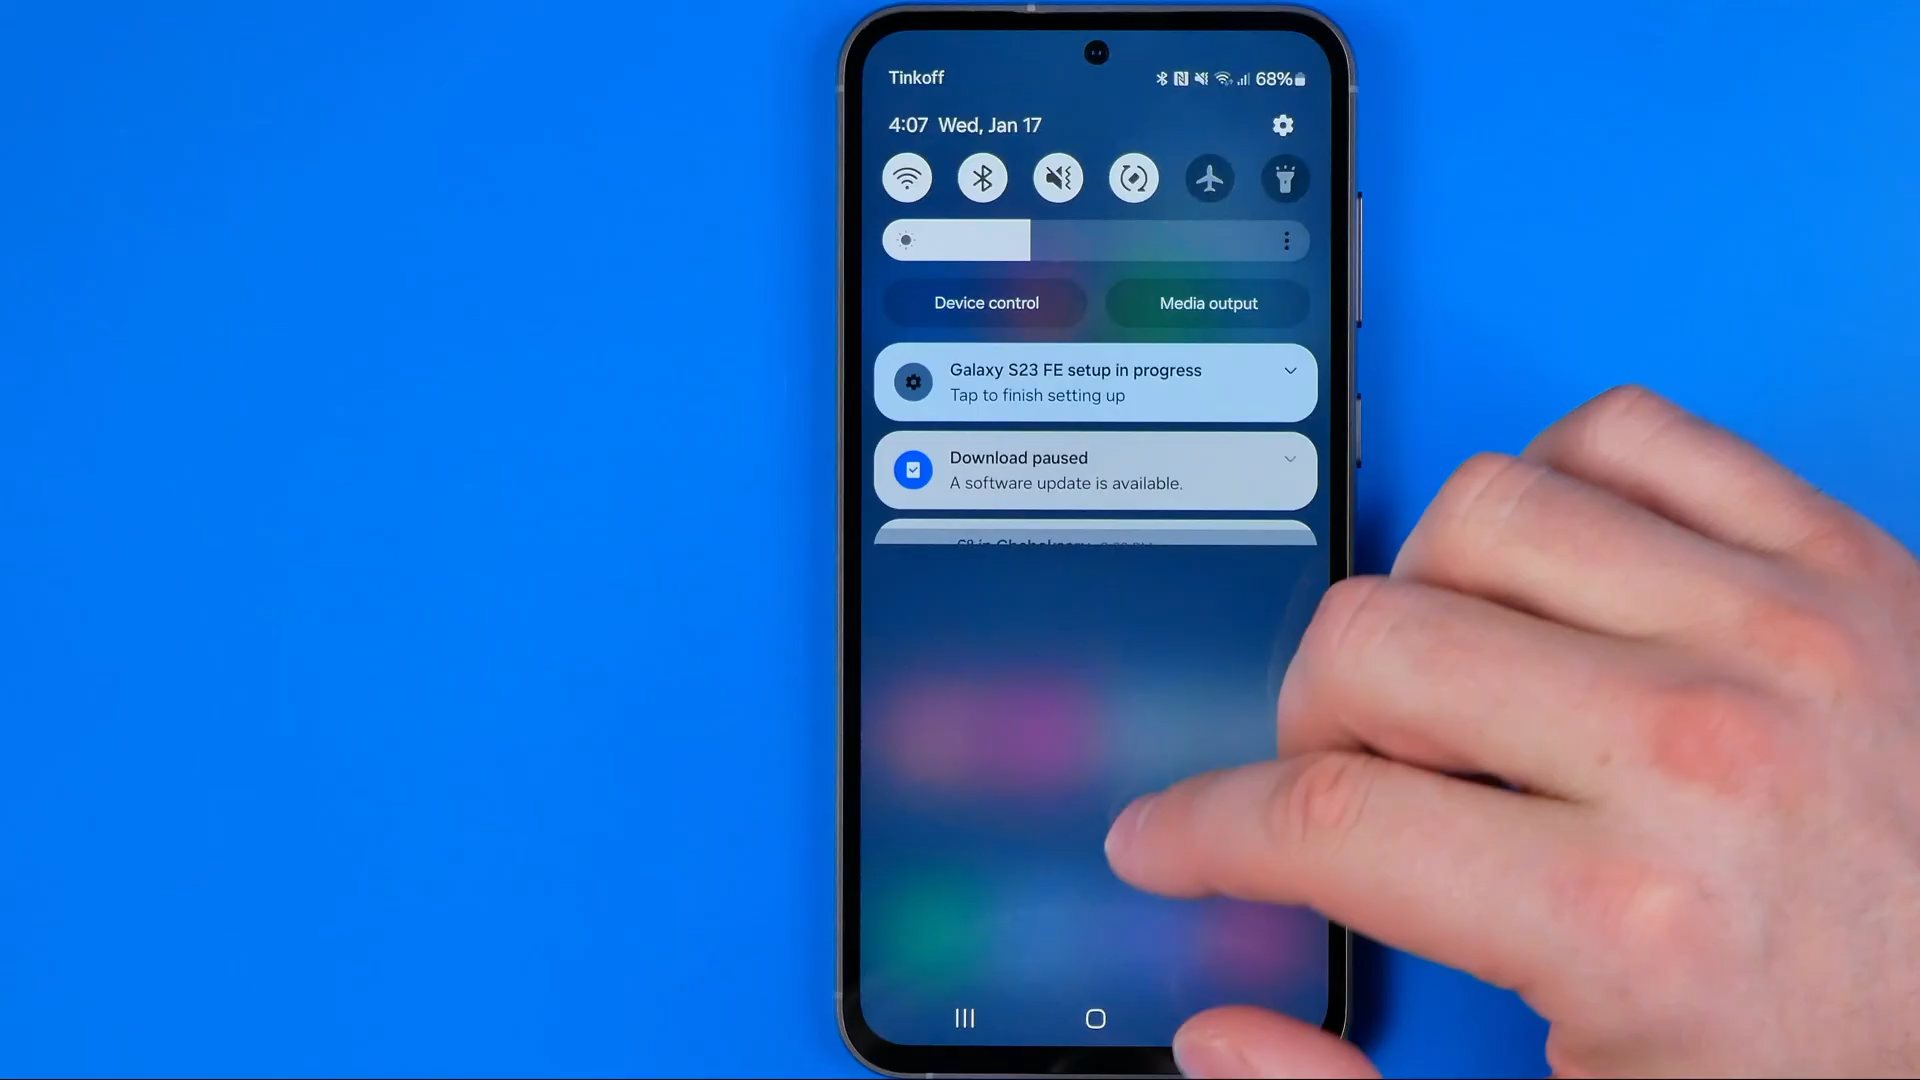 Tinkoff
68%
4:07 Wed, Jan 17
Device control
Media output
Galaxy S23 FE setup in progress
Tap to finish setting up
Download paused
A software update is available.